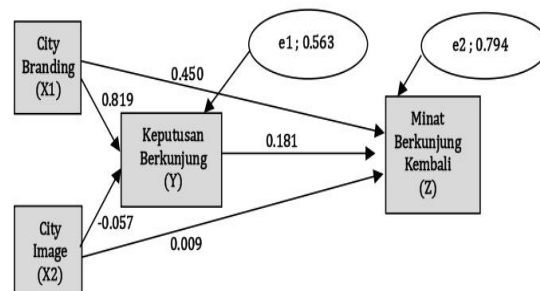 City
Branding
(X1)
e1 ; 0.563
e2 ; 0.794
0.450
0.819
Keputusan
Berkunjung
(Y)
0.181
Minat
Berkunjung
Kembali
(Z)
-0.057
City
Image
(X2)
0.009